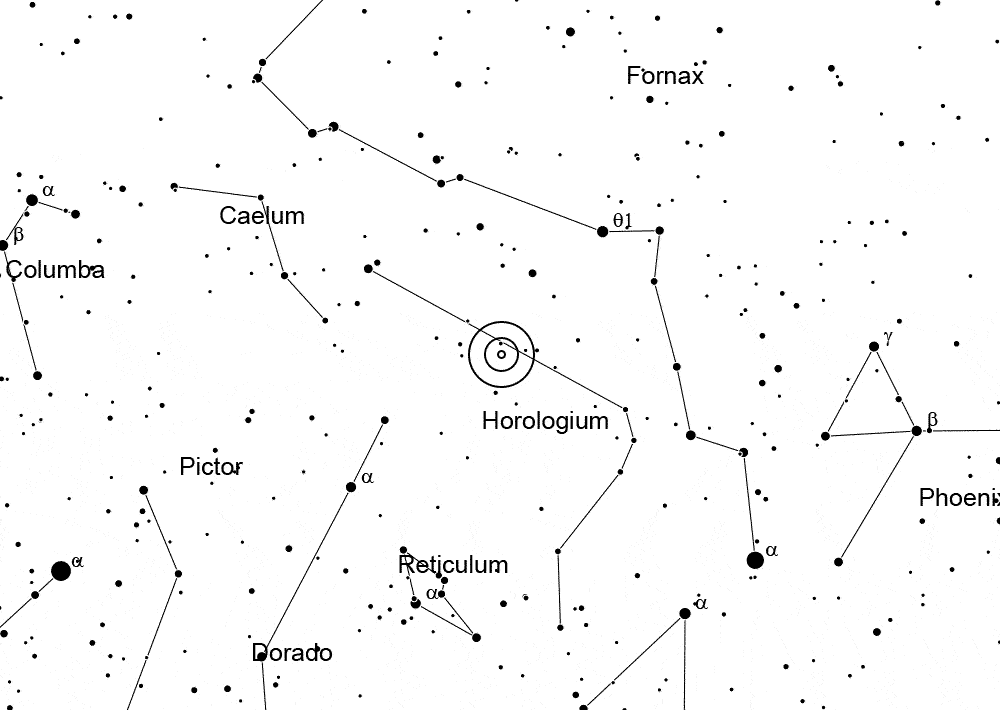 Fornax
α
Caelum
θ1
β
Columba
γ
Horologium
β
Pictor
α
Phoenix
α
α
Reticulum
α
α
Dorado